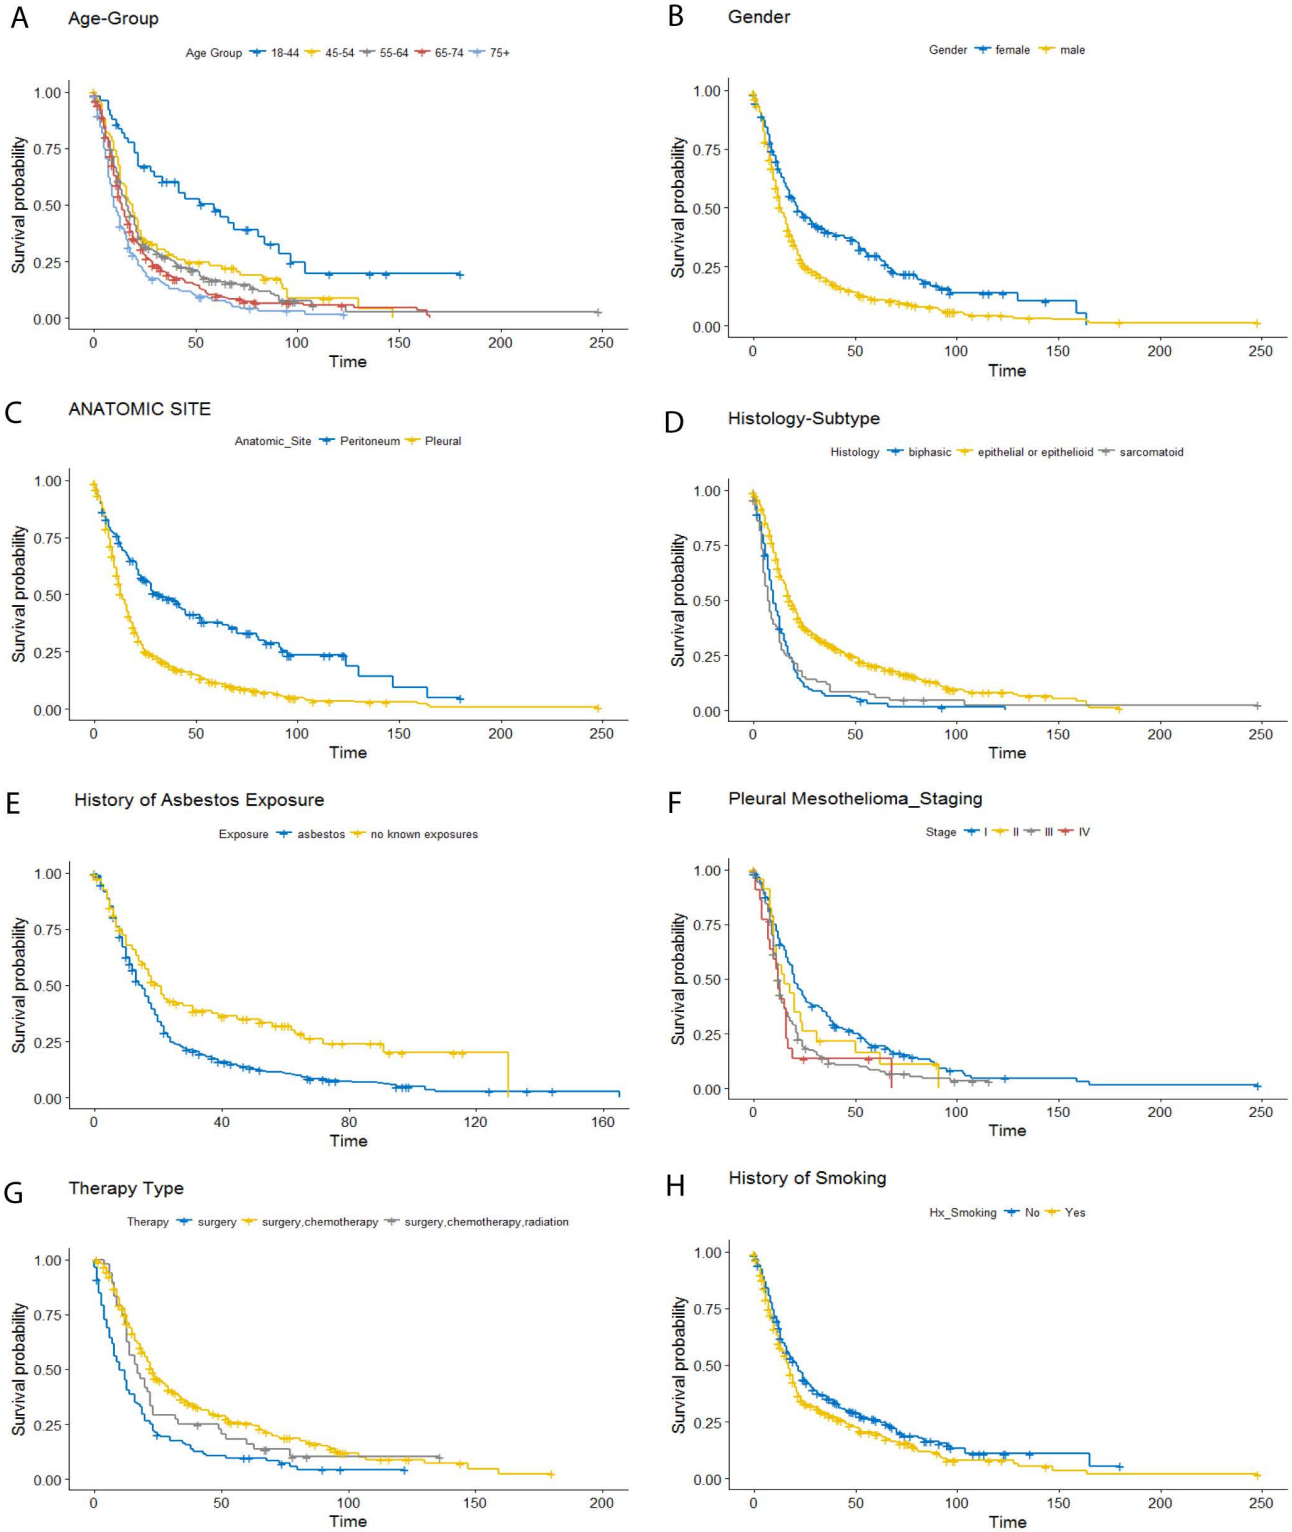 A
Age-Group
Age Group 18-44 45-54 55-64 65-74 75+
Survival probability
1.00
0.75
0.50
0.25
0.00
0 50 100 150 200 250
Time
B
Gender
Gender female male
Survival probability
1.00
0.75
0.50
0.25
0.00
0 50 100 150 200 250
Time
C
ANATOMIC SITE
Anatomic_Site Peritoneum Pleural
Survival probability
1.00
0.75
0.50
0.25
0.00
0 50 100 150 200 250
Time
D
Histology-Subtype
Histology biphasic epithelial or epithelioid sarcomatoid
Survival probability
1.00
0.75
0.50
0.25
0.00
0 50 100 150 200 250
Time
E
History of Asbestos Exposure
Exposure asbestos no known exposures
Survival probability
1.00
0.75
0.50
0.25
0.00
0 40 80 120 160
Time
F
Pleural Mesothelioma_Staging
Stage I II III IV
Survival probability
1.00
0.75
0.50
0.25
0.00
0 50 100 150 200 250
Time
G
Therapy Type
Therapy surgery surgery,chemotherapy surgery,chemotherapy,radiation
Survival probability
1.00
0.75
0.50
0.25
0.00
0 50 100 150 200
Time
H
History of Smoking
Hx_Smoking No Yes
Survival probability
1.00
0.75
0.50
0.25
0.00
0 50 100 150 200 250
Time